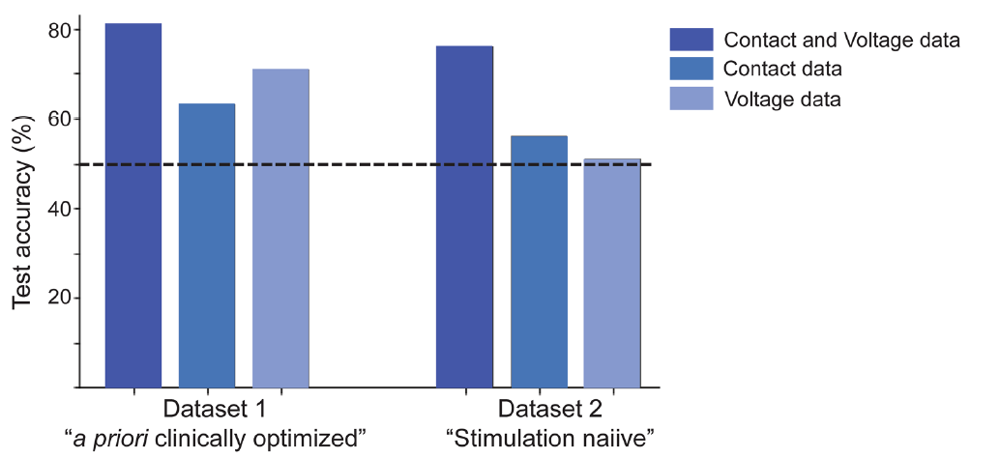 Test accuracy (%)
80
60
40
20
Contact and Voltage data
Contact data
Voltage data
Dataset 1
“a priori clinically optimized”
Dataset 2
“Stimulation naiive”